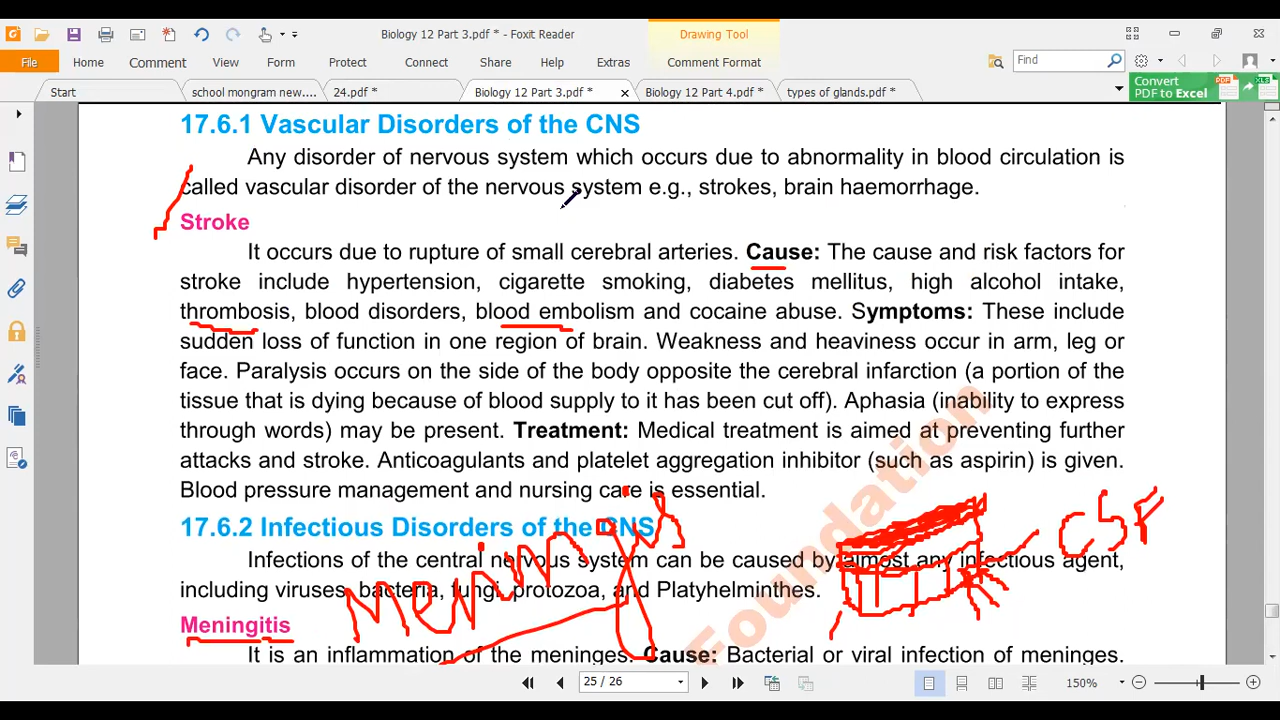 Biology 12 Part 3.pdf * - Foxit Reader
Drawing Tool
File Home Comment View Form Protect Connect Share Help Extras Comment Format Find
Start school mongram new.... 24.pdf * Biology 12 Part 3.pdf * Biology 12 Part 4.pdf * types of glands.pdf *
Convert
PDF to Excel
17.6.1 Vascular Disorders of the CNS
Any disorder of nervous system which occurs due to abnormality in blood circulation is
called vascular disorder of the nervous system e.g., strokes, brain haemorrhage.
Stroke
It occurs due to rupture of small cerebral arteries. Cause: The cause and risk factors for
stroke include hypertension, cigarette smoking, diabetes mellitus, high alcohol intake,
thrombosis, blood disorders, blood embolism and cocaine abuse. Symptoms: These include
sudden loss of function in one region of brain. Weakness and heaviness occur in arm, leg or
face. Paralysis occurs on the side of the body opposite the cerebral infarction (a portion of the
tissue that is dying because of blood supply to it has been cut off). Aphasia (inability to express
through words) may be present. Treatment: Medical treatment is aimed at preventing further
attacks and stroke. Anticoagulants and platelet aggregation inhibitor (such as aspirin) is given.
Blood pressure management and nursing care is essential.
17.6.2 Infectious Disorders of the CNS
CSF
Infections of the central nervous system can be caused by almost any infectious agent,
including viruses, bacteria, fungi, protozoa, and Platyhelminthes.
Foundation
Meningitis
It is an inflammation of the meninges. Cause: Bacterial or viral infection of meninges.
25 / 26
150%